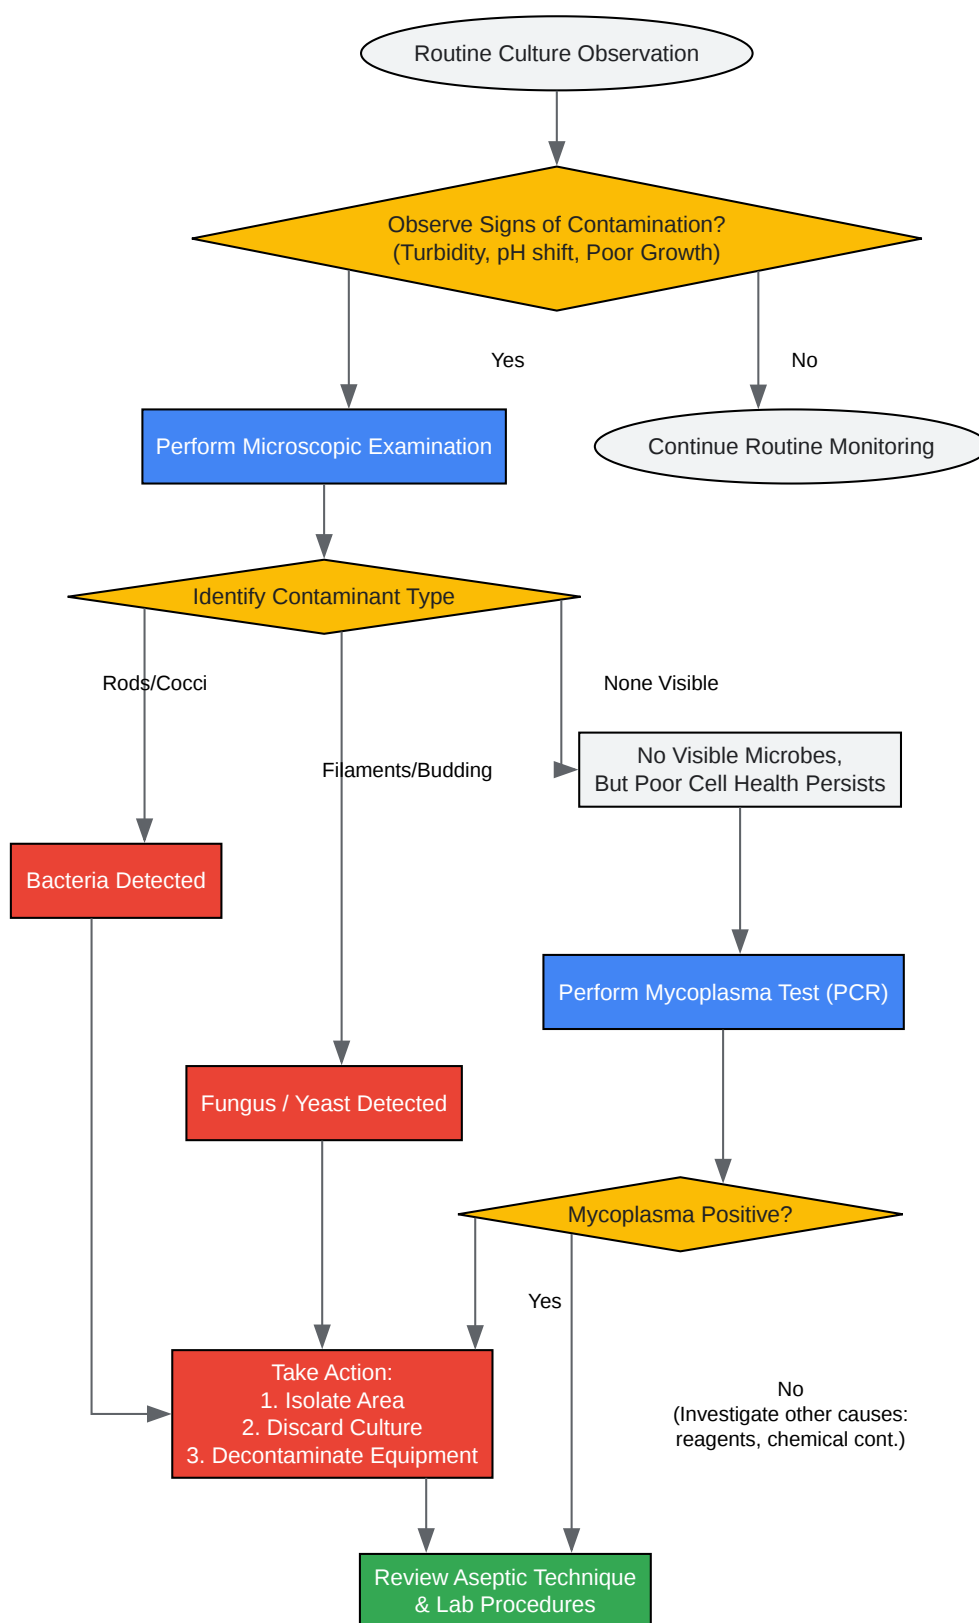 Routine Culture Observation
Observe Signs of Contamination?
(Turbidity, pH shift, Poor Growth)
Yes
No
Perform Microscopic Examination
Continue Routine Monitoring
Identify Contaminant Type
Rods/Cocci
None Visible
Filaments/Budding
No Visible Microbes,
But Poor Cell Health Persists
Bacteria Detected
Perform Mycoplasma Test (PCR)
Fungus / Yeast Detected
Mycoplasma Positive?
Yes
No
(Investigate other causes:
reagents, chemical cont.)
Take Action:
1. Isolate Area
2. Discard Culture
3. Decontaminate Equipment
Review Aseptic Technique
& Lab Procedures